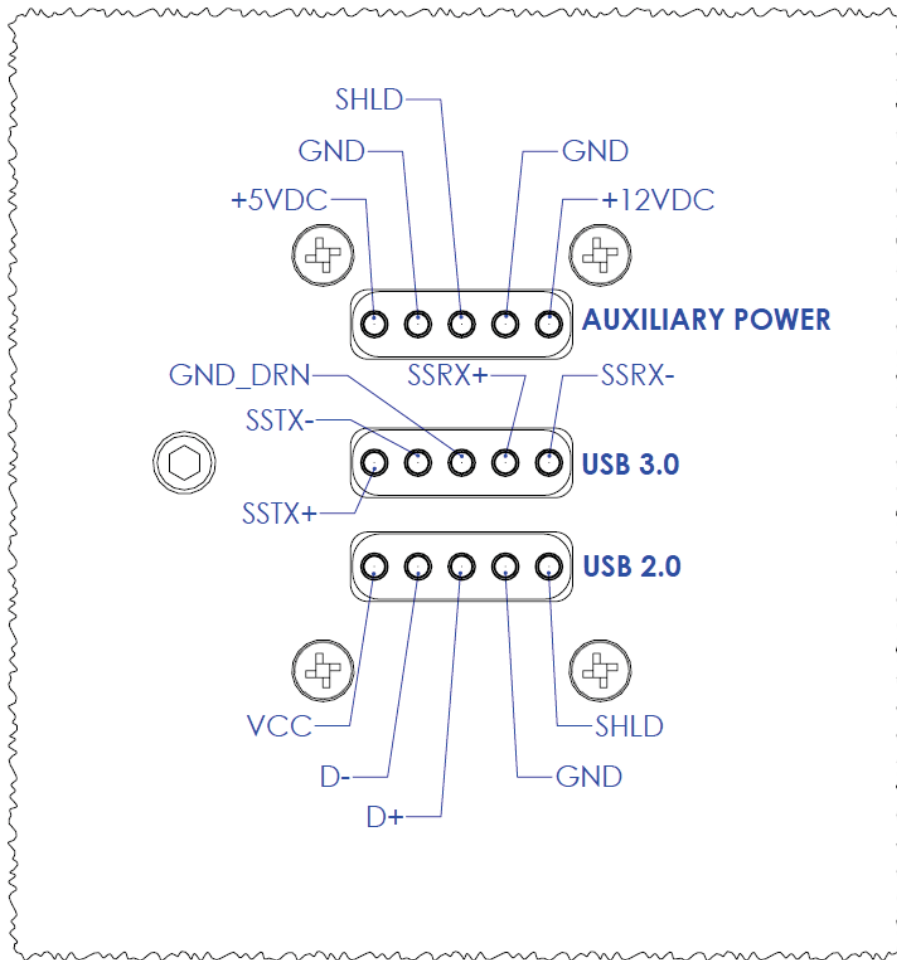 SHLD
GND GND
+5VDC +12VDC
AUXILIARY POWER
GND_DRN SSRX+ SSRX-
SSTX-
USB 3.0
SSTX+
USB 2.0
VCC SHLD
D- GND
D+